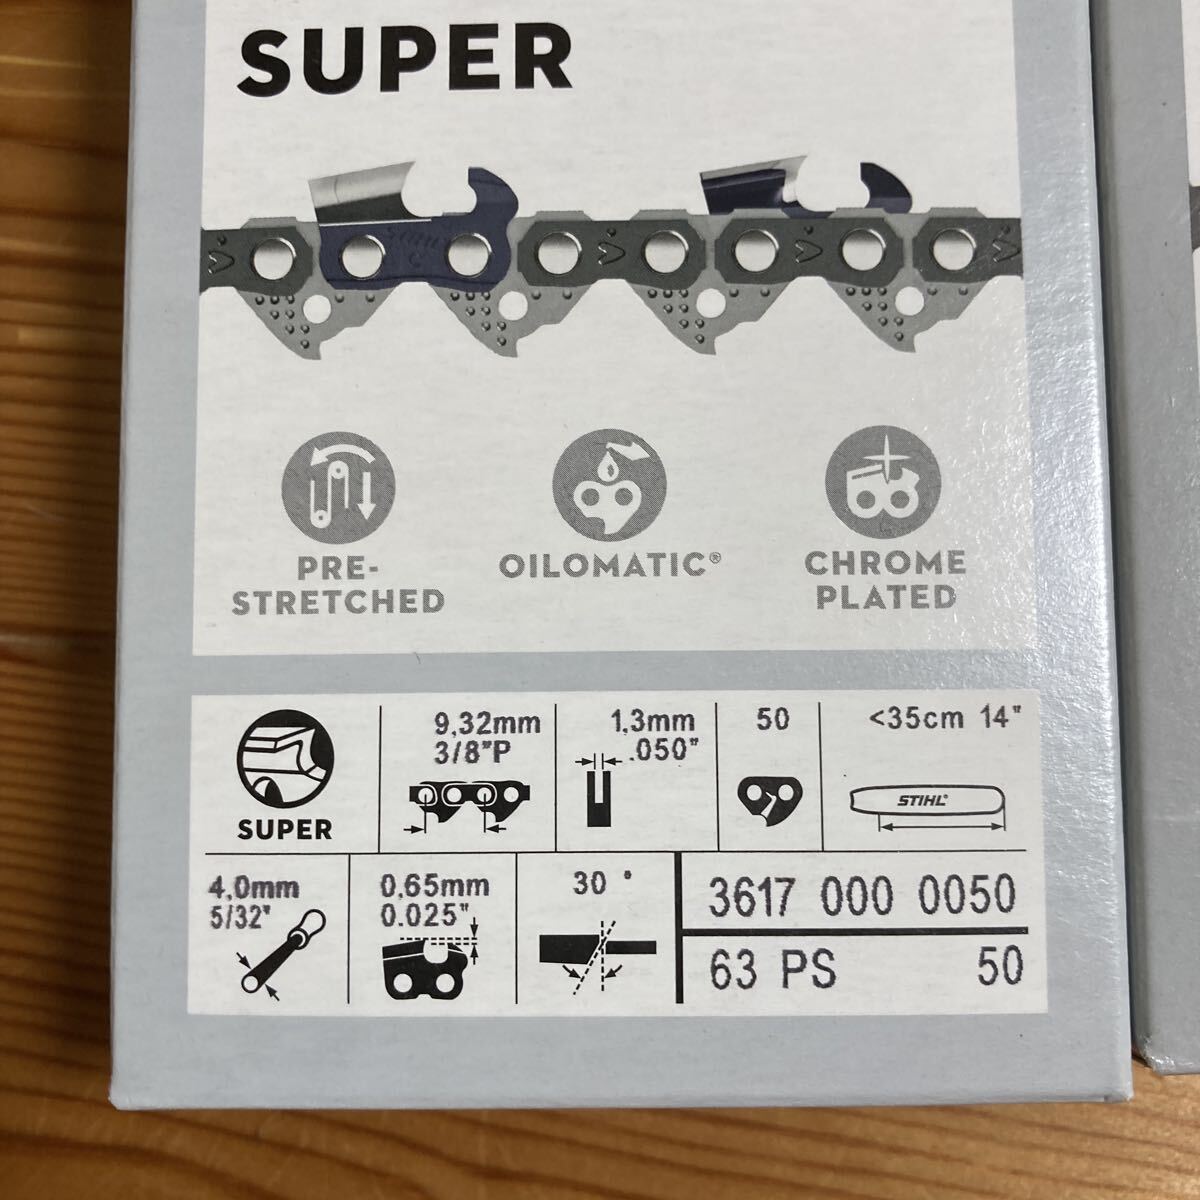 SUPER
PRE-
STRETCHED
OILOMATIC®
CHROME
PLATED
SUPER
9,32mm
3/8"P
1,3mm
.050"
50
<35cm 14"
STIHL®
4,0mm
5/32"
0,65mm
0.025"
30 °
3617 000 0050
63 PS 50